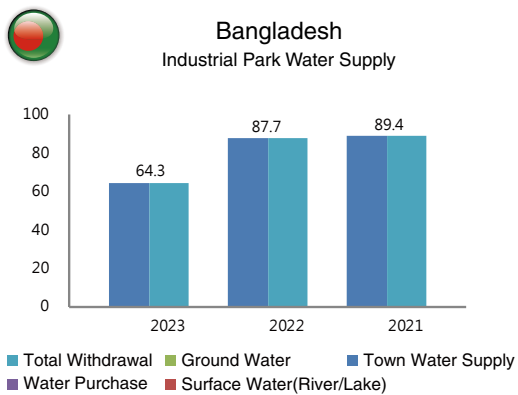 Bangladesh
Industrial Park Water Supply
100
80
60
40
20
0
64.3
87.7
89.4
2023 2022 2021
Total Withdrawal Ground Water Town Water Supply
Water Purchase Surface Water(River/Lake)